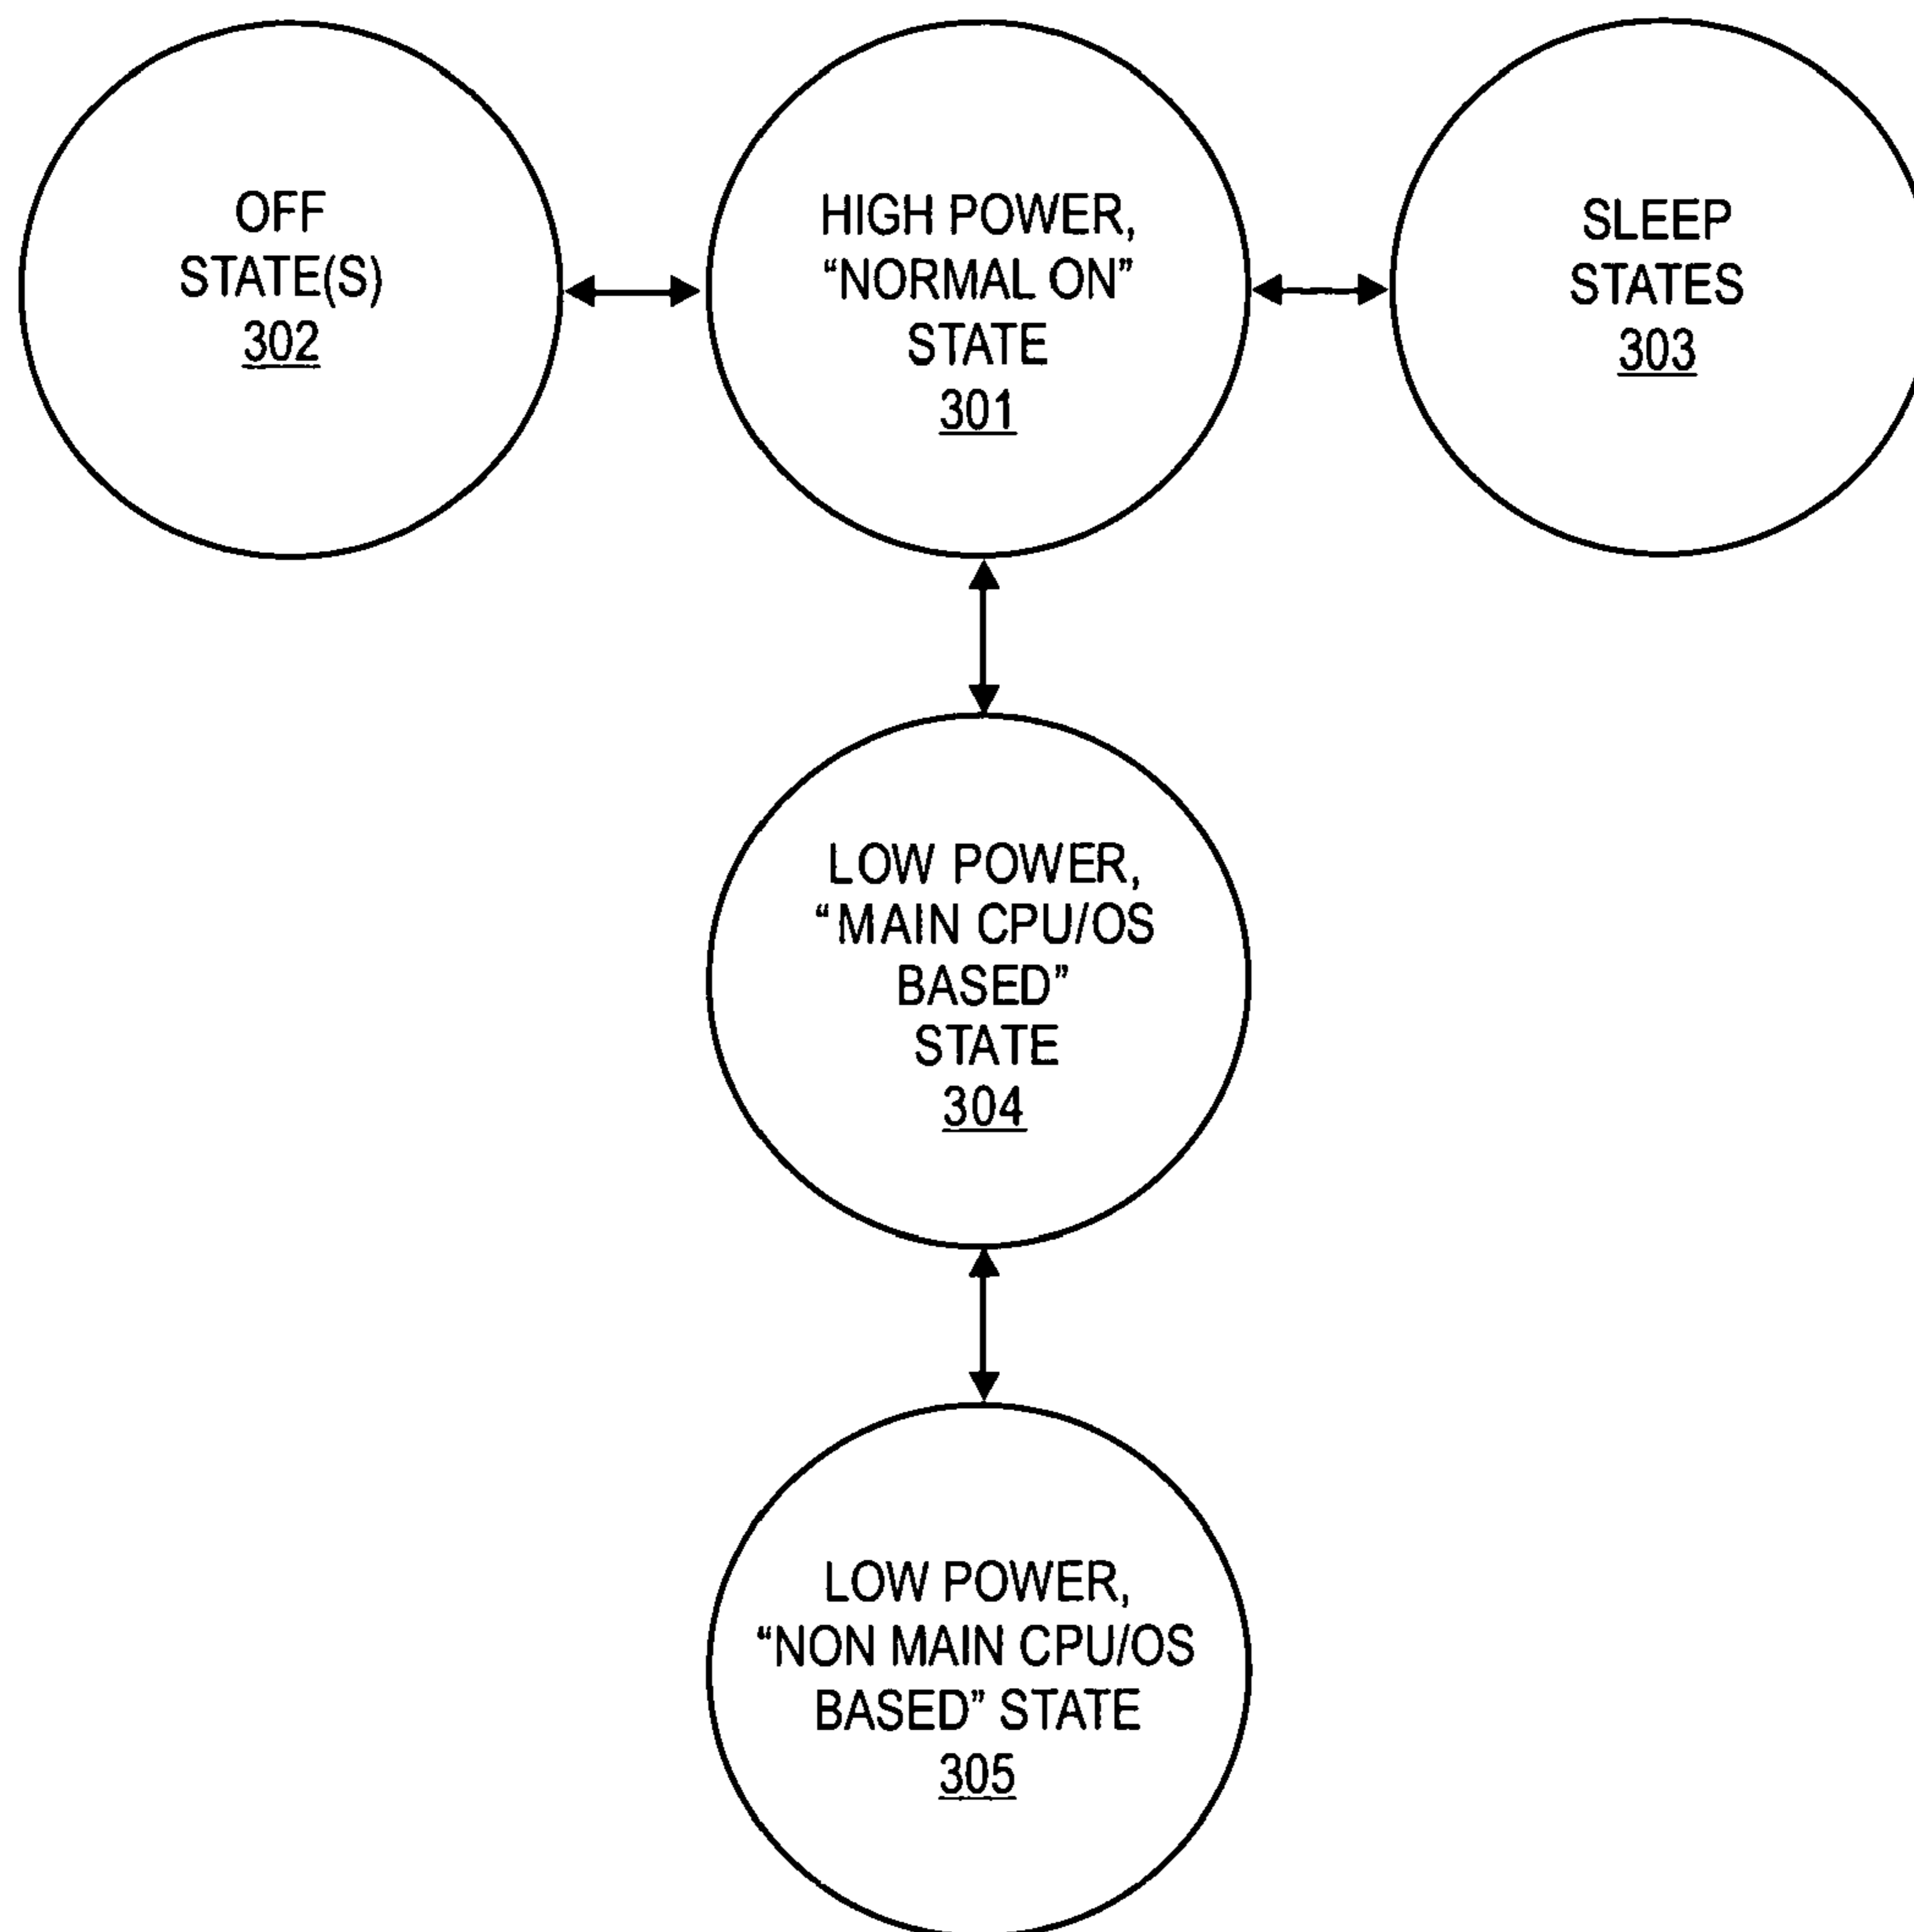 OFF
STATE(S)
302
HIGH POWER,
“NORMAL ON”
STATE
301
SLEEP
STATES
303
LOW POWER,
“MAIN CPU/OS
BASED”
STATE
304
LOW POWER,
“NON MAIN CPU/OS
BASED” STATE
305